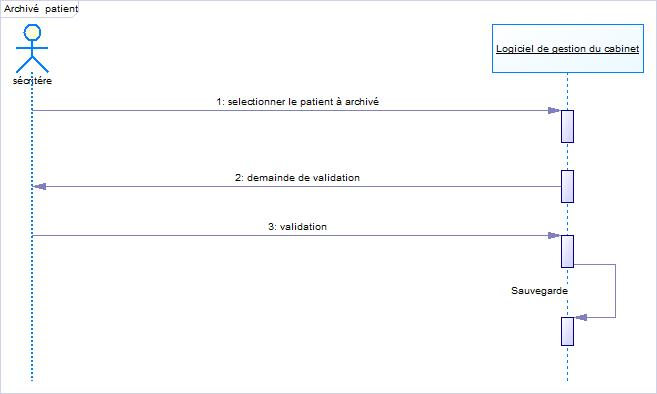 Archivé patient
Logiciel de gestion du cabinet
sécrtére
1: selectionner le patient à archivé
2: demainde de validation
3: validation
Sauvegarde